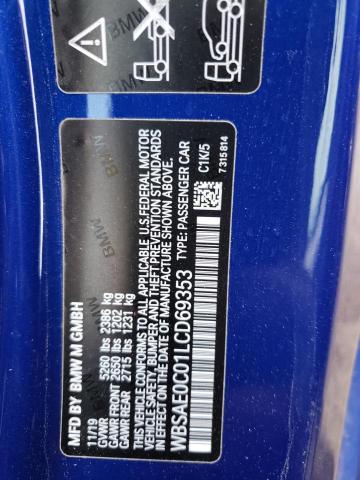 BMW
BMW
MFD BY BMW M GMBH
11/19
GVWR 5260 lbs 2386 kg
GAWR FRONT 2650 lbs 1202 kg
GAWR REAR 2715 lbs 1231 kg
THIS VEHICLE CONFORMS TO ALL APPLICABLE U.S.FEDERAL MOTOR
VEHICLE SAFETY, BUMPER, AND THEFT PREVENTION STANDARDS
IN EFFECT ON THE DATE OF MANUFACTURE SHOWN ABOVE.
WBSAE0C01LCD69353 TYPE: PASSENGER CAR
C1K/5
7 315 814